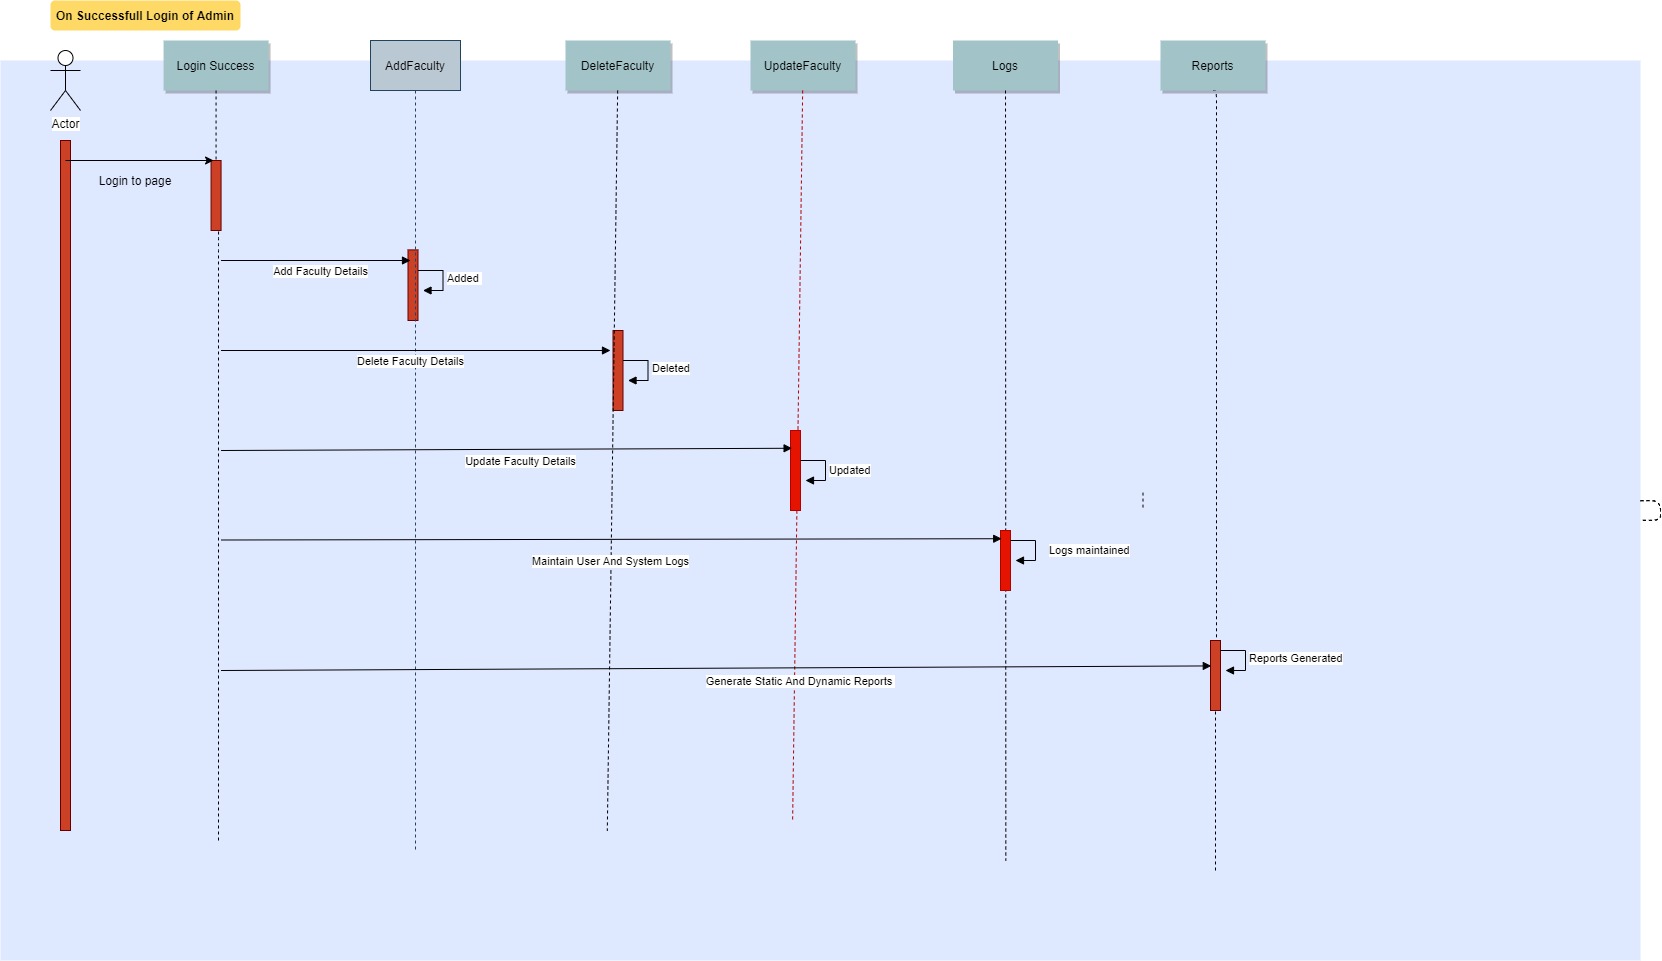 On Successfull Login of Admin
Login Success
AddFaculty
DeleteFaculty
UpdateFaculty
Logs
Reports
Actor
Login to page
Add Faculty Details
Added
Delete Faculty Details
Deleted
Update Faculty Details
Updated
Maintain User And System Logs
Logs maintained
Generate Static And Dynamic Reports
Reports Generated